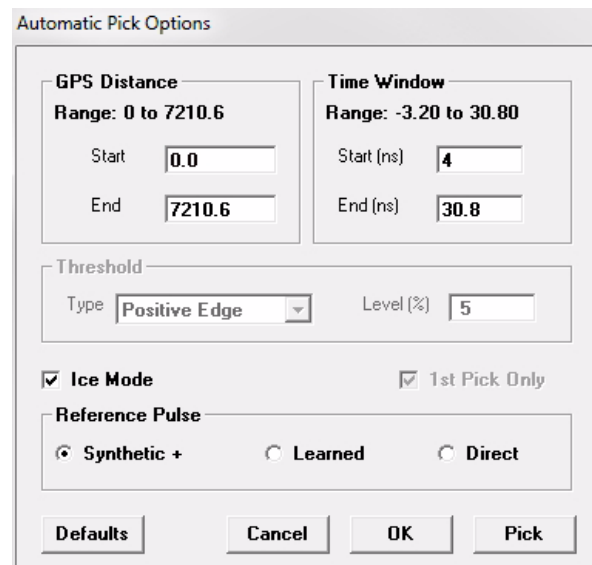 Automatic Pick Options
GPS Distance
Range: 0 to 7210.6
Start 0.0
End 7210.6
Time Window
Range: -3.20 to 30.80
Start (ns) 4
End (ns) 30.8
Threshold
Type Positive Edge Level (%) 5
Ice Mode 1st Pick Only
Reference Pulse
Synthetic + Learned Direct
Defaults Cancel OK Pick